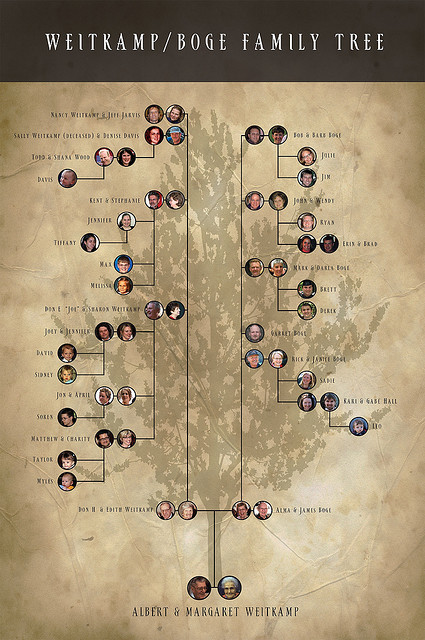 WEITKAMP/BOGE FAMILY TREE
NANCY WEITKAMP & JEFF JARVIS
SALLY WEITKAMP (DECEASED) & DENISE DAVIS
TODD & SHANA WOOD
DAVIS
KENT & STEPHANIE
JENNIFER
TIFFANY
MAX
MELISSA
DON E. "JOE" & SHARON WEITKAMP
JOEY & JENNIFER
DAVID
SIDNEY
JON & APRIL
SOREN
MATTHEW & CHARITY
TAYLOR
MYLES
DON H. & EDITH WEITKAMP
BOB & BARB BOGE
JOLIE
JIM
JOHN & WENDY
RYAN
ERIN & BRAD
MARK & DAREN BOGE
BRETT
DEREK
GARRET BOGE
RICK & JANICE BOGE
SADIE
KARI & GABE HALL
LEO
ALMA & JAMES BOGE
ALBERT & MARGARET WEITKAMP